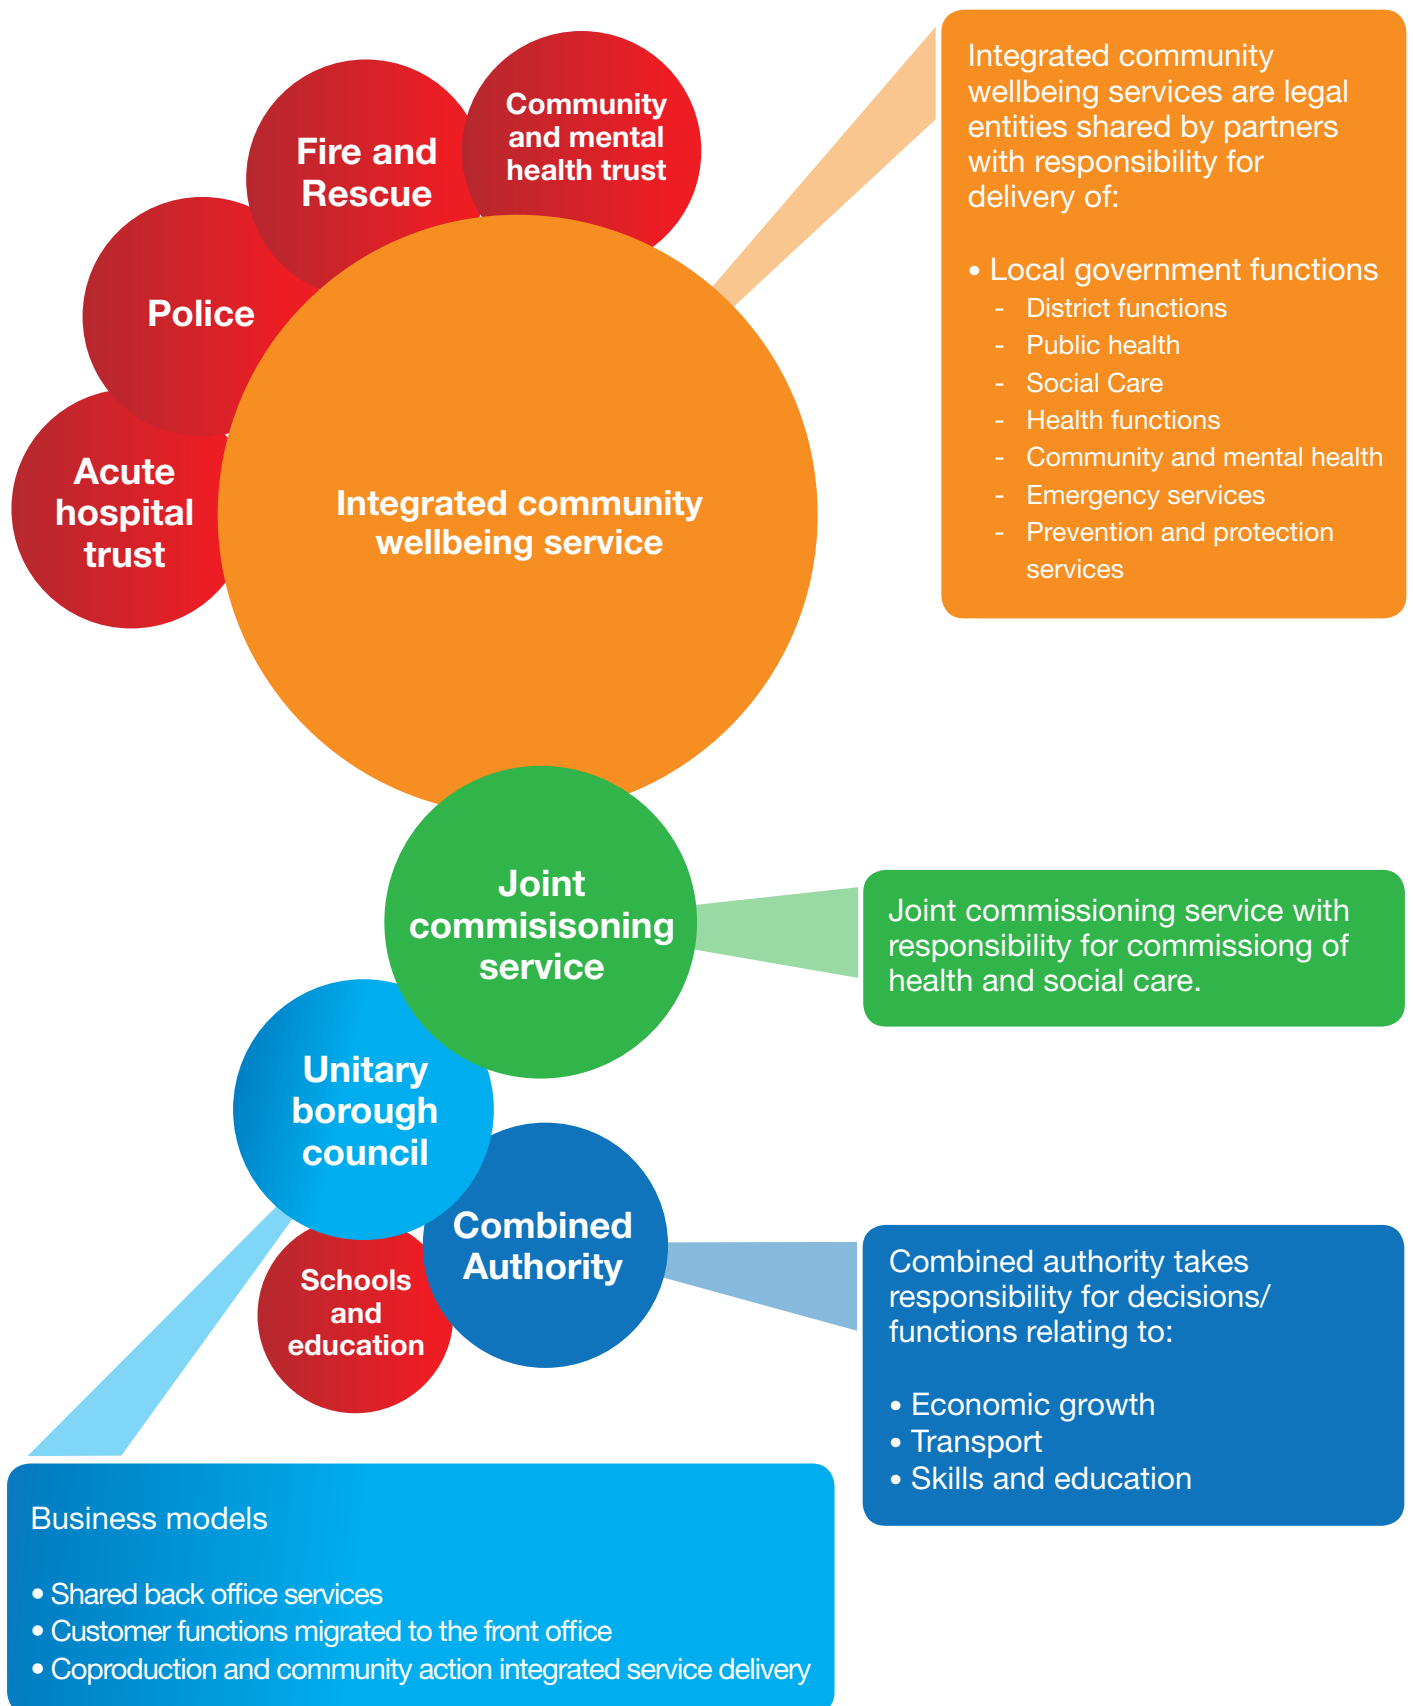 Community
and mental
health trust
Fire and
Rescue
Police
Acute
hospital
trust
Integrated community
wellbeing service
Integrated community
wellbeing services are legal
entities shared by partners
with responsibility for
delivery of:
• Local government functions
- District functions
- Public health
- Social Care
- Health functions
- Community and mental health
- Emergency services
- Prevention and protection
services
Joint
commisisoning
service
Joint commissioning service with
responsibility for commissiong of
health and social care.
Unitary
borough
council
Combined
Authority
Schools
and
education
Combined authority takes
responsibility for decisions/
functions relating to:
• Economic growth
• Transport
• Skills and education
Business models
• Shared back office services
• Customer functions migrated to the front office
• Coproduction and community action integrated service delivery